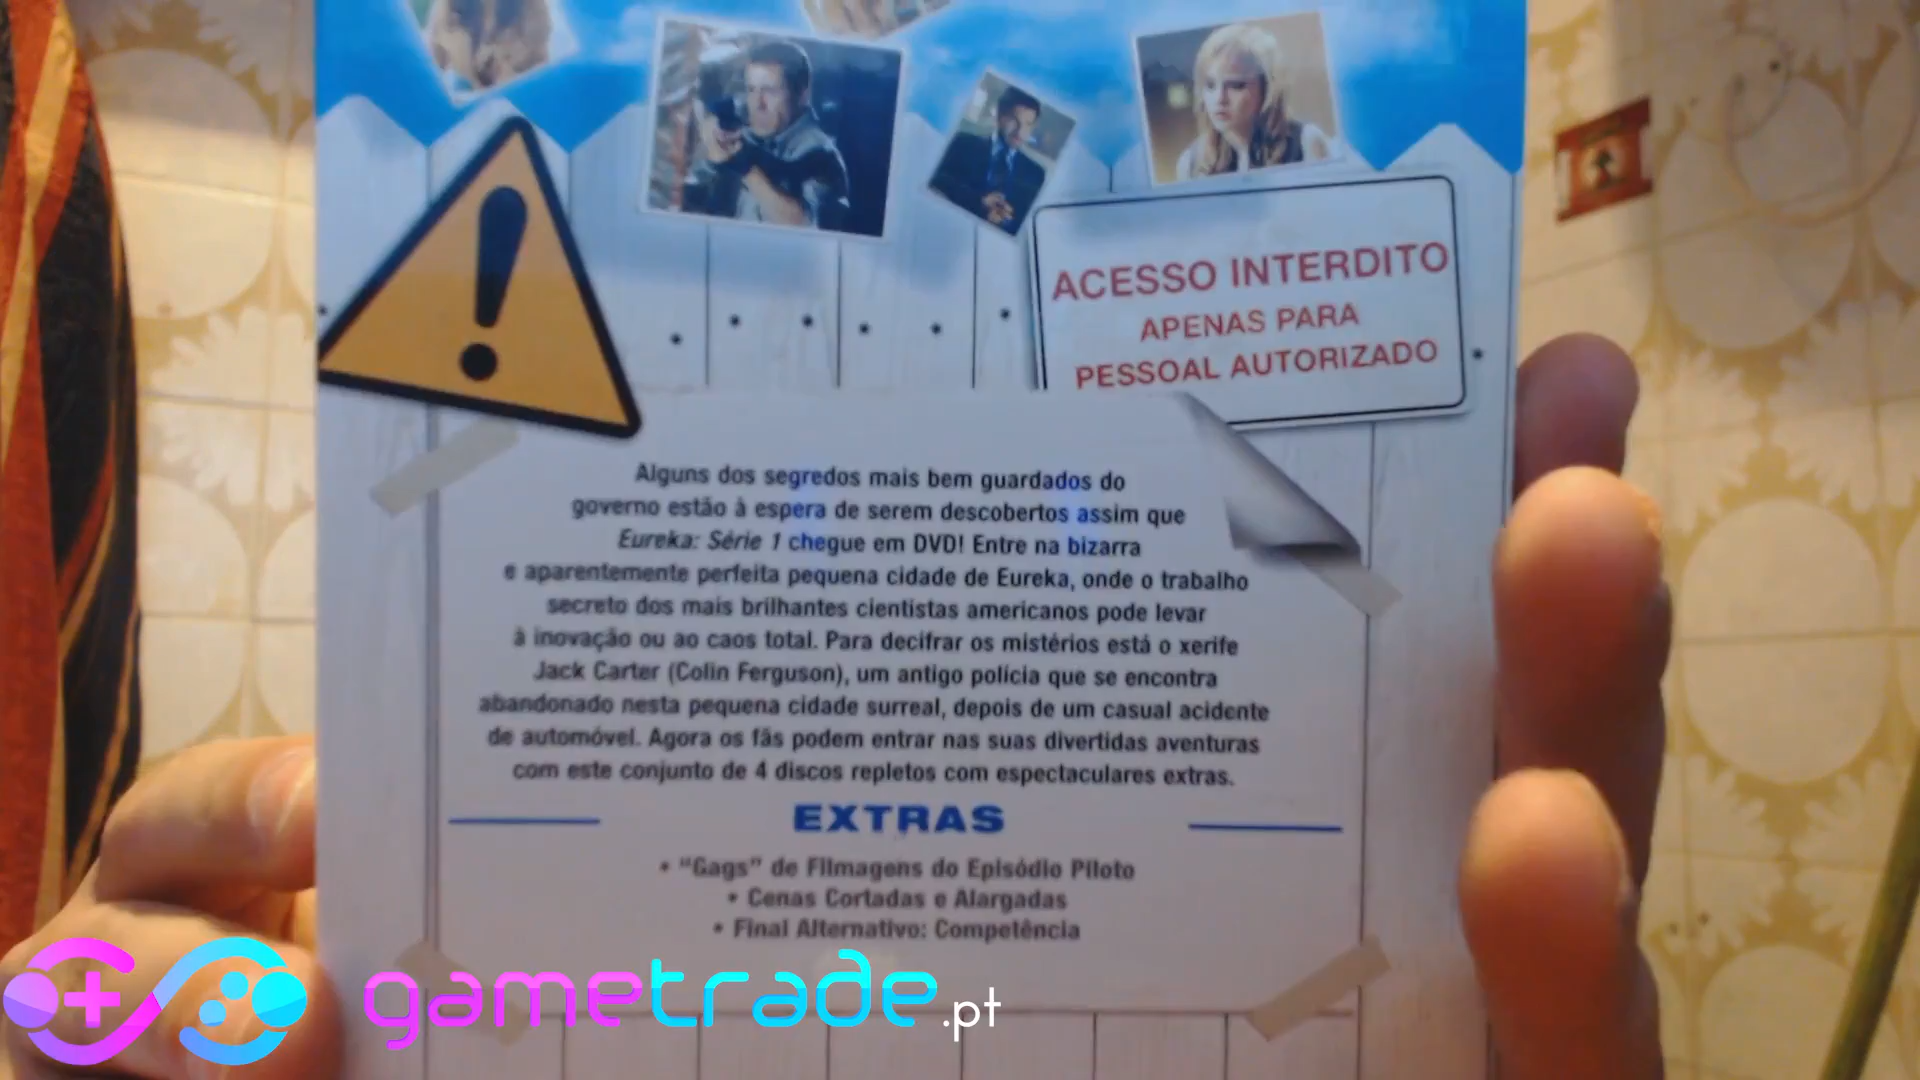 ACESSO INTERDITO
APENAS PARA
PESSOAL AUTORIZADO
Alguns dos segredos mais bem guardados do
governo estão à espera de serem descobertos assim que
Eureka: Série 1 chegue em DVD! Entre na bizarra
e aparentemente perfeita pequena cidade de Eureka, onde o trabalho
secreto dos mais brilhantes cientistas americanos pode levar
à inovação ou ao caos total. Para decifrar os mistérios está o xerife
Jack Carter (Colin Ferguson), um antigo polícia que se encontra
abandonado nesta pequena cidade surreal, depois de um casual acidente
de automóvel. Agora os fãs podem entrar nas suas divertidas aventuras
com este conjunto de 4 discos repletos com espectaculares extras.
EXTRAS
• “Gags” de Filmagens do Episódio Piloto
• Cenas Cortadas e Alargadas
• Final Alternativo: Competência
gametrade.pt